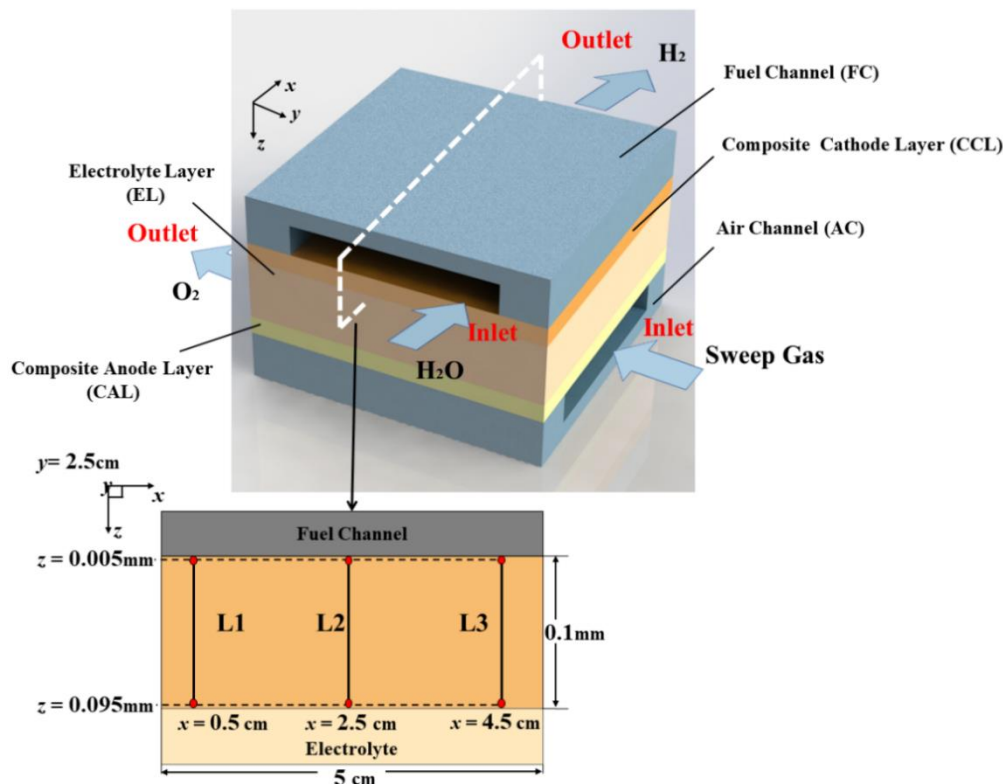 Outlet
H2
Fuel Channel (FC)
x
y
z
Composite Cathode Layer (CCL)
Electrolyte Layer
(EL)
Air Channel (AC)
Outlet
O2
Inlet
Inlet
Sweep Gas
H2O
Composite Anode Layer
(CAL)
y= 2.5cm
y
x
z
Fuel Channel
z = 0.005mm
L1
L2
L3
0.1mm
z = 0.095mm
x = 0.5 cm
x = 2.5 cm
x = 4.5 cm
Electrolyte
5 cm